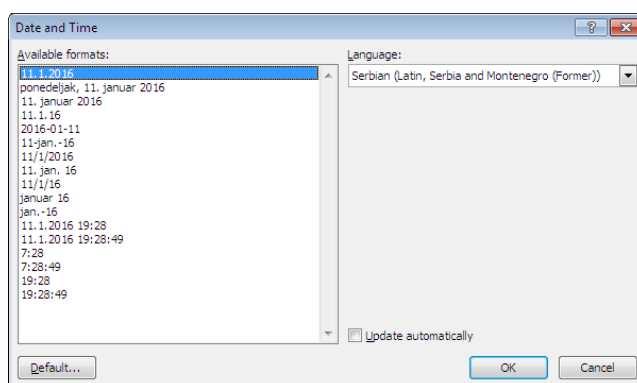 Date and Time
Available formats:
11.1.2016
ponedeljak, 11. januar 2016
11. januar 2016
11.1.16
2016-01-11
11-jan.-16
11/1/2016
11. jan. 16
11/1/16
januar 16
jan.-16
11.1.2016 19:28
11.1.2016 19:28:49
7:28
7:28:49
19:28
19:28:49
Language:
Serbian (Latin, Serbia and Montenegro (Former))
Update automatically
Default...
OK
Cancel